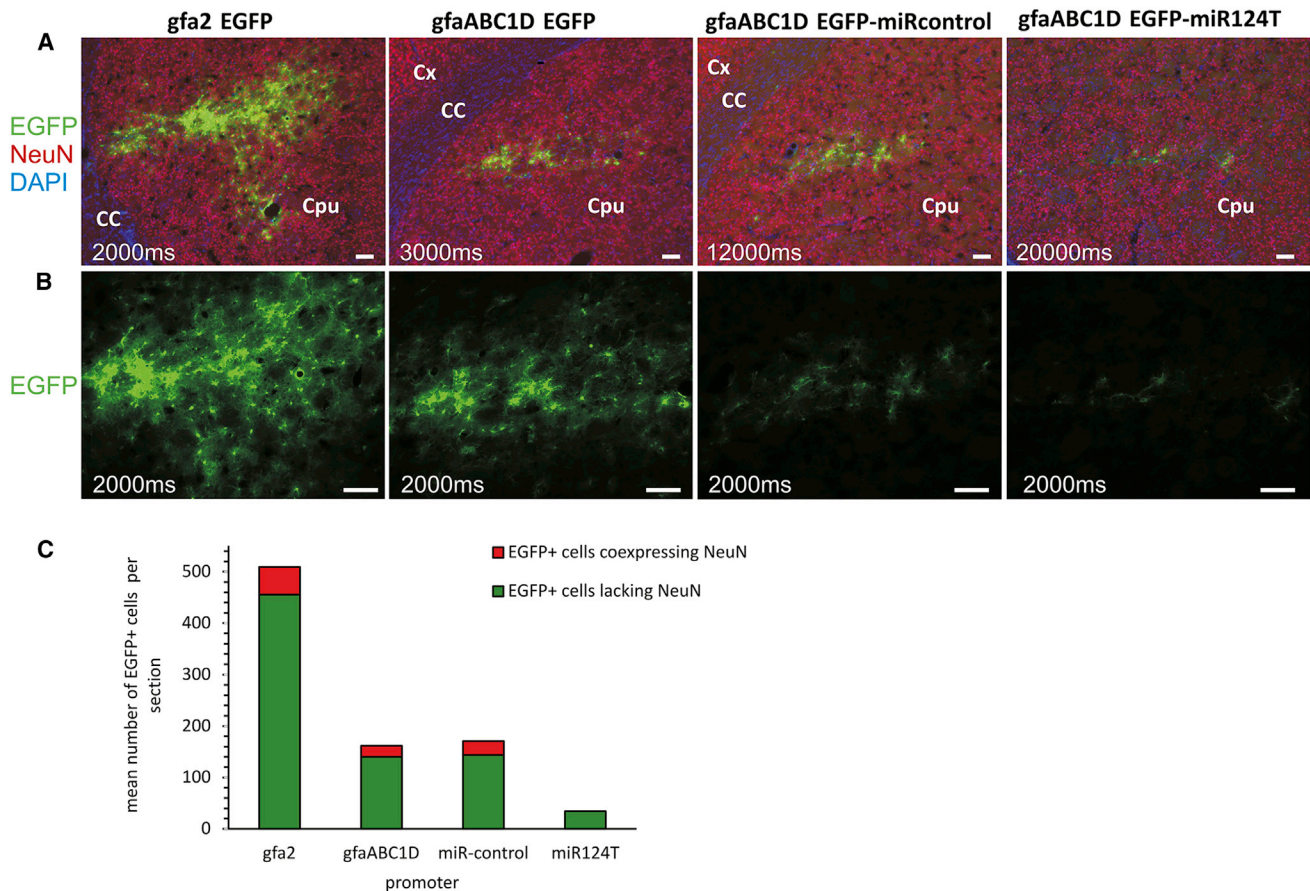 gfa2 EGFP
gfaABC1D EGFP
gfaABC1D EGFP-miRcontrol
gfaABC1D EGFP-miR124T
A
EGFP
NeuN
DAPI
CC
Cpu
2000ms
Cx
CC
Cpu
3000ms
Cx
CC
Cpu
12000ms
Cpu
20000ms
B
EGFP
2000ms
2000ms
2000ms
2000ms
C
mean number of EGFP+ cells per
section
500
400
300
200
100
0
EGFP+ cells coexpressing NeuN
EGFP+ cells lacking NeuN
gfa2
gfaABC1D
miR-control
miR124T
promoter